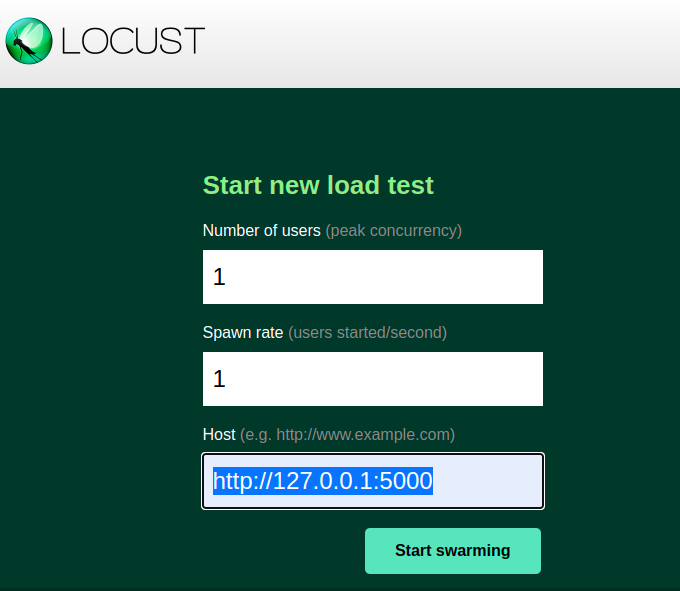 LOCUST
Start new load test
Number of users (peak concurrency)
1
Spawn rate (users started/second)
1
Host (e.g. http://www.example.com)
http://127.0.0.1:5000
Start swarming